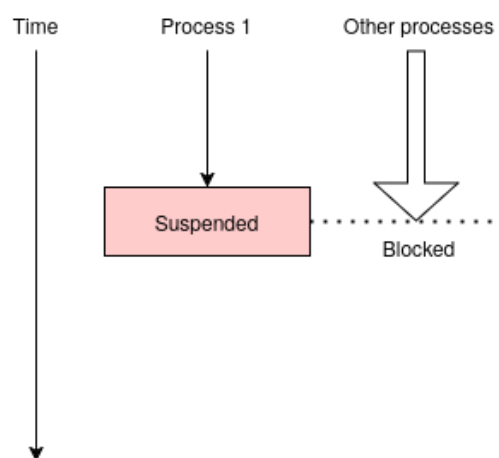 Time
Process 1
Other processes
Suspended
Blocked